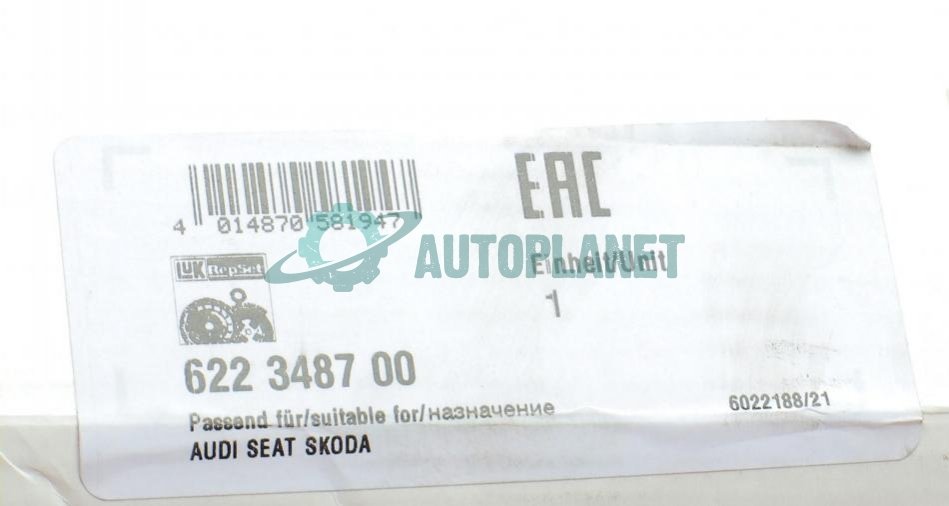 EAC
4 014870 581947
AUTOPLANET
LuK RepSet
Einheit/Unit
1
622 3487 00
Passend für/suitable for/назначение
6022188/21
AUDI SEAT SKODA